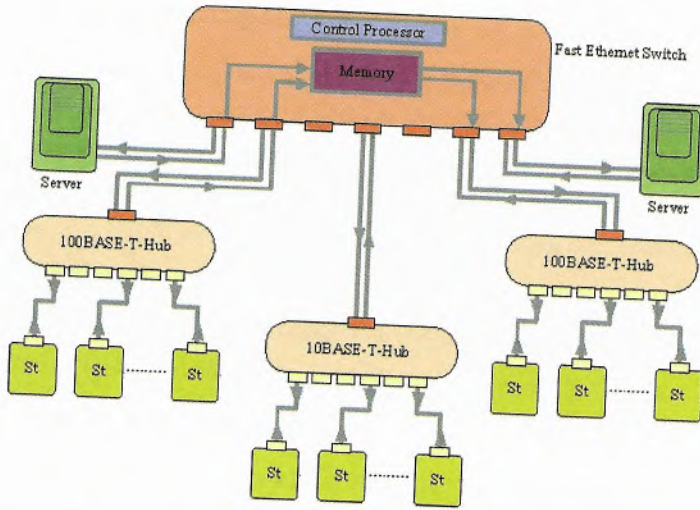 Control Processor
Fast Ethernet Switch
Memory
Server
Server
100BASE-T-Hub
100BASE-T-Hub
10BASE-T-Hub
St
St
St
St
St
St
St
St
St